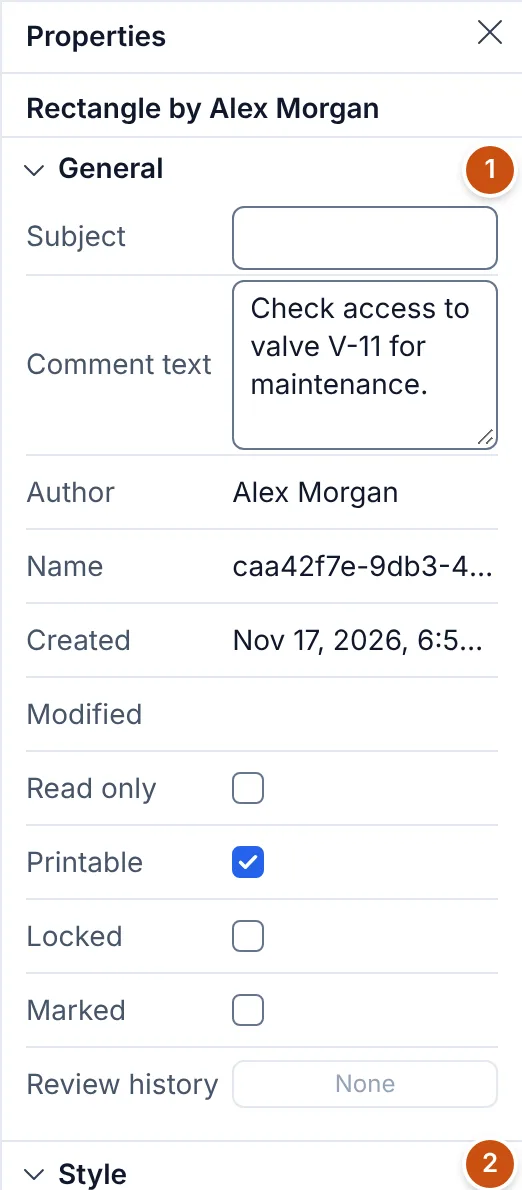 Properties
Rectangle by Alex Morgan
General
1
Subject
Comment text
Check access to
valve V-11 for
maintenance.
Author Alex Morgan
Name caa42f7e-9db3-4...
Created Nov 17, 2026, 6:5...
Modified
Read only
Printable
Locked
Marked
Review history None
Style
2